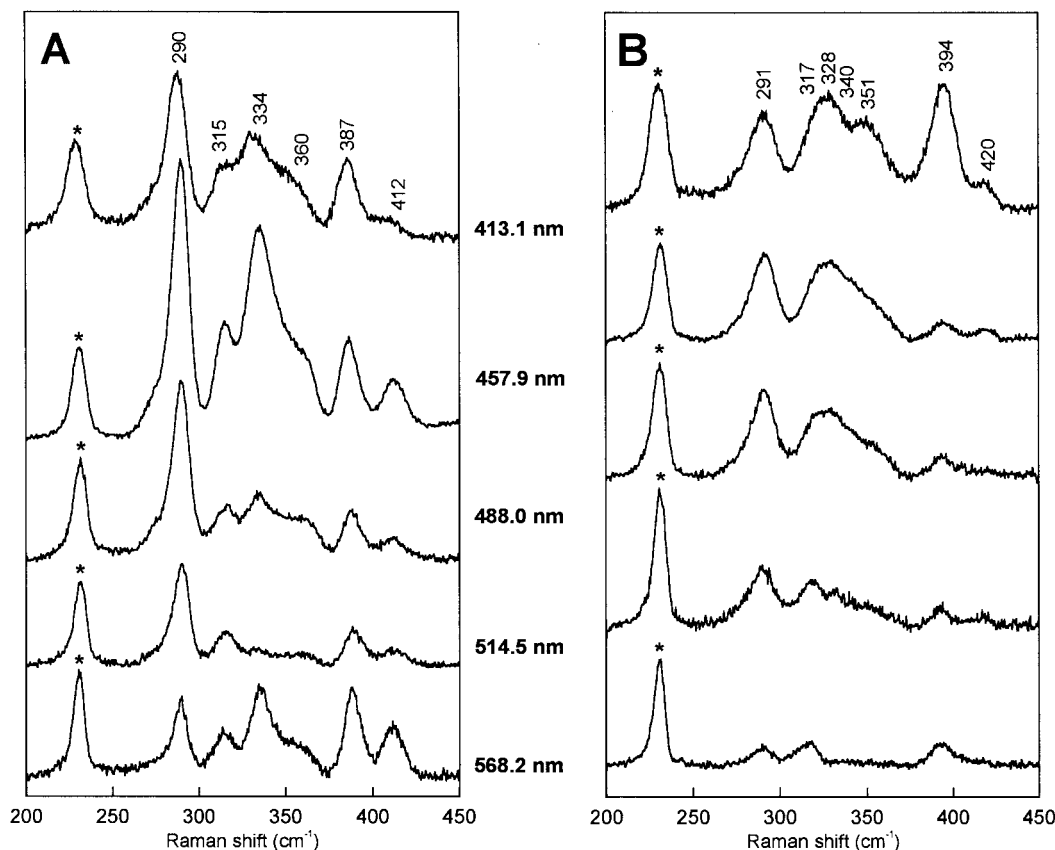 A
290
*
315
334
360
387
412
*
*
*
*
200 250 300 350 400 450
Raman shift (cm-1)
413.1 nm
457.9 nm
488.0 nm
514.5 nm
568.2 nm
B
*
291
317
328
340
351
394
420
*
*
*
*
200 250 300 350 400 450
Raman shift (cm-1)